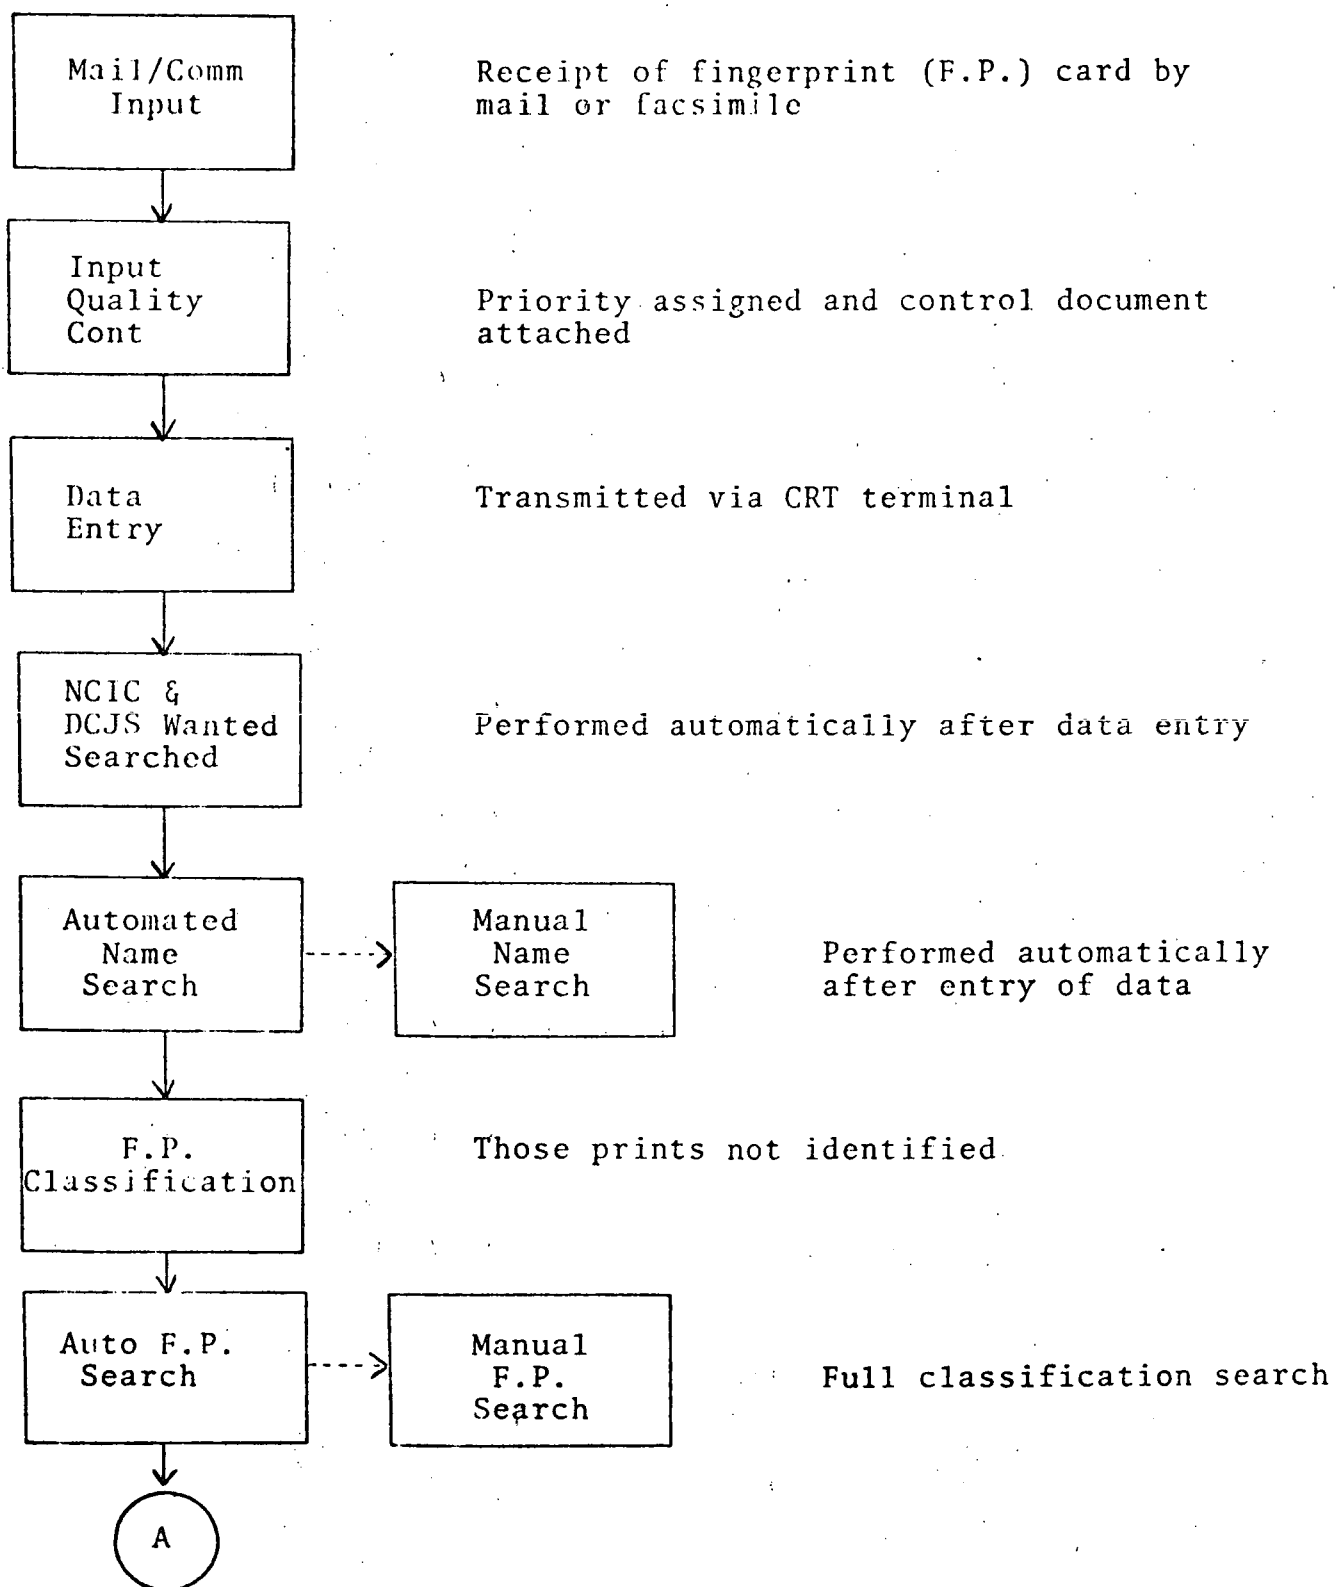 Mail/Comm
Input
Receipt of fingerprint (F.P.) card by
mail or facsimile
Input
Quality
Cont
Priority assigned and control document
attached
Data
Entry
Transmitted via CRT terminal
NCIC &
DCJS Wanted
Searched
Performed automatically after data entry
Automated
Name
Search
Manual
Name
Search
Performed automatically
after entry of data
F.P.
Classification
Those prints not identified
Auto F.P.
Search
Manual
F.P.
Search
Full classification search
A